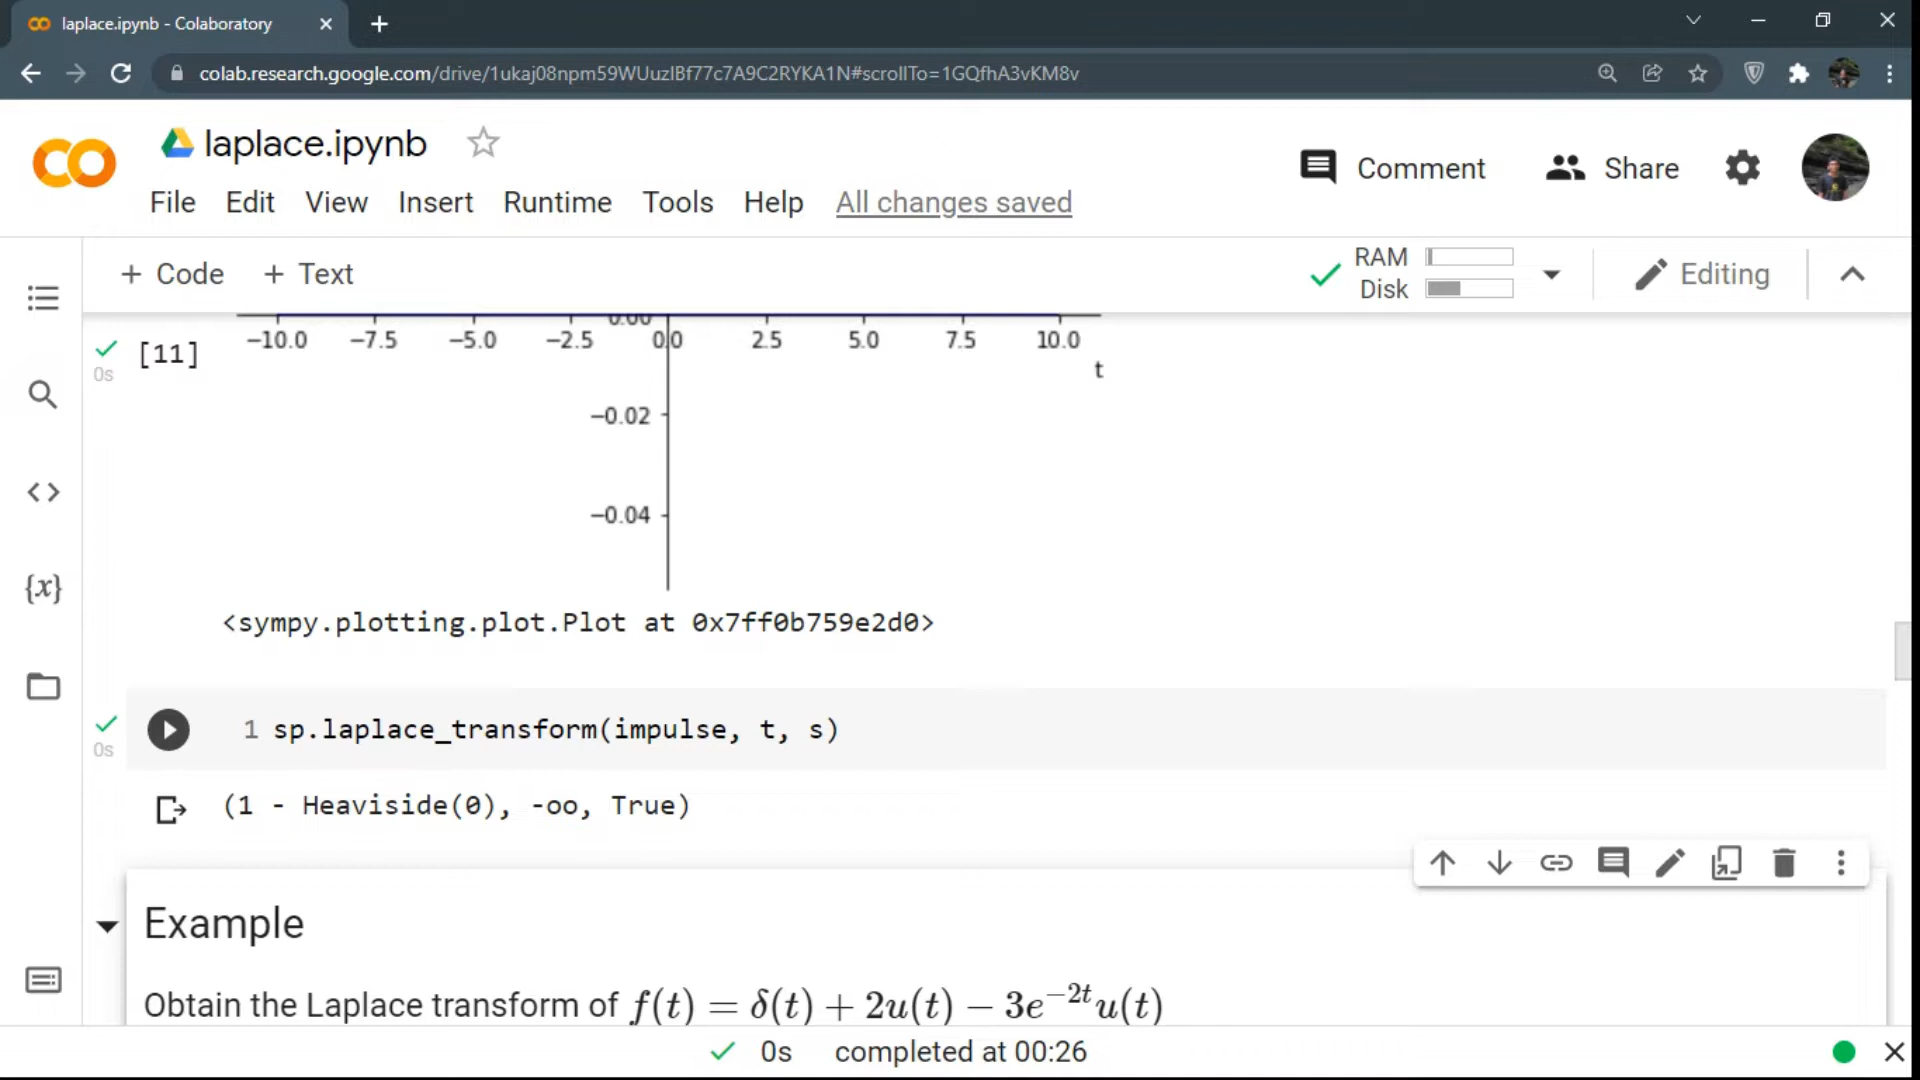 laplace.ipynb - Colaboratory
colab.research.google.com/drive/1ukaj08npm59WUuzlBf77c7A9C2RYKA1N#scrollTo=1GQfhA3vKM8v
laplace.ipynb
Comment
Share
File Edit View Insert Runtime Tools Help All changes saved
+ Code + Text
RAM
Disk
Editing
[11]
0s
0.00
−10.0 −7.5 −5.0 −2.5 0.0 2.5 5.0 7.5 10.0
t
−0.02
−0.04
<sympy.plotting.plot.Plot at 0x7ff0b759e2d0>
0s
1 sp.laplace_transform(impulse, t, s)
(1 - Heaviside(0), -oo, True)
Example
Obtain the Laplace transform of f(t) = δ(t) + 2u(t) − 3e^{−2t}u(t)
0s completed at 00:26